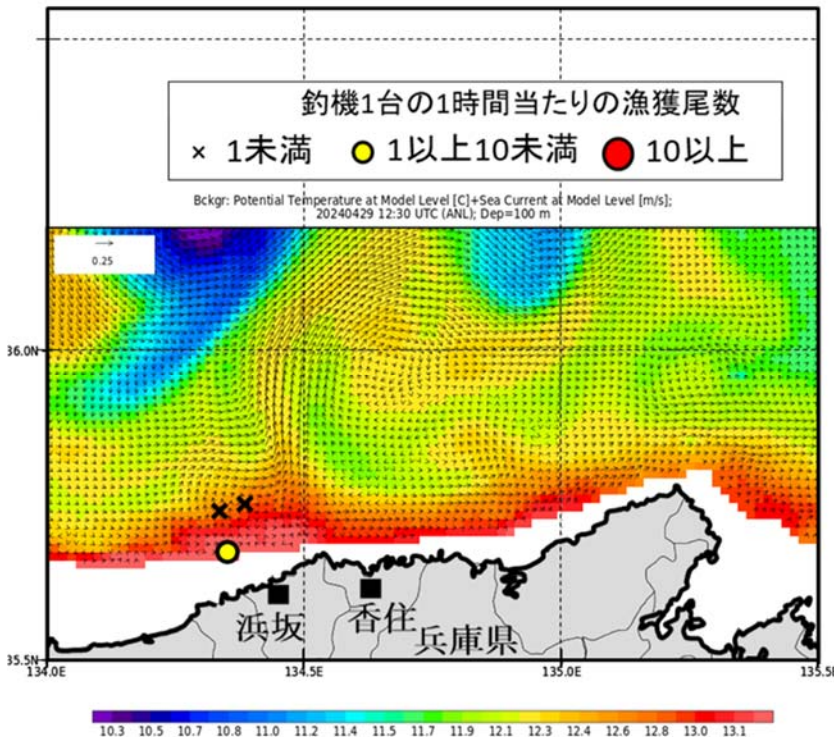 釣機1台の1時間当たりの漁獲尾数
× 1未満 1以上10未満 10以上
Bckgr: Potential Temperature at Model Level [C]+Sea Current at Model Level [m/s];
20240429 12:30 UTC (ANL); Dep=100 m
0.25
36.0N
浜坂 香住 兵庫県
35.5N
134.0E 134.5E 135.0E 135.5E
10.3 10.5 10.7 10.8 11.0 11.2 11.4 11.5 11.7 11.9 12.1 12.3 12.4 12.6 12.8 13.0 13.1